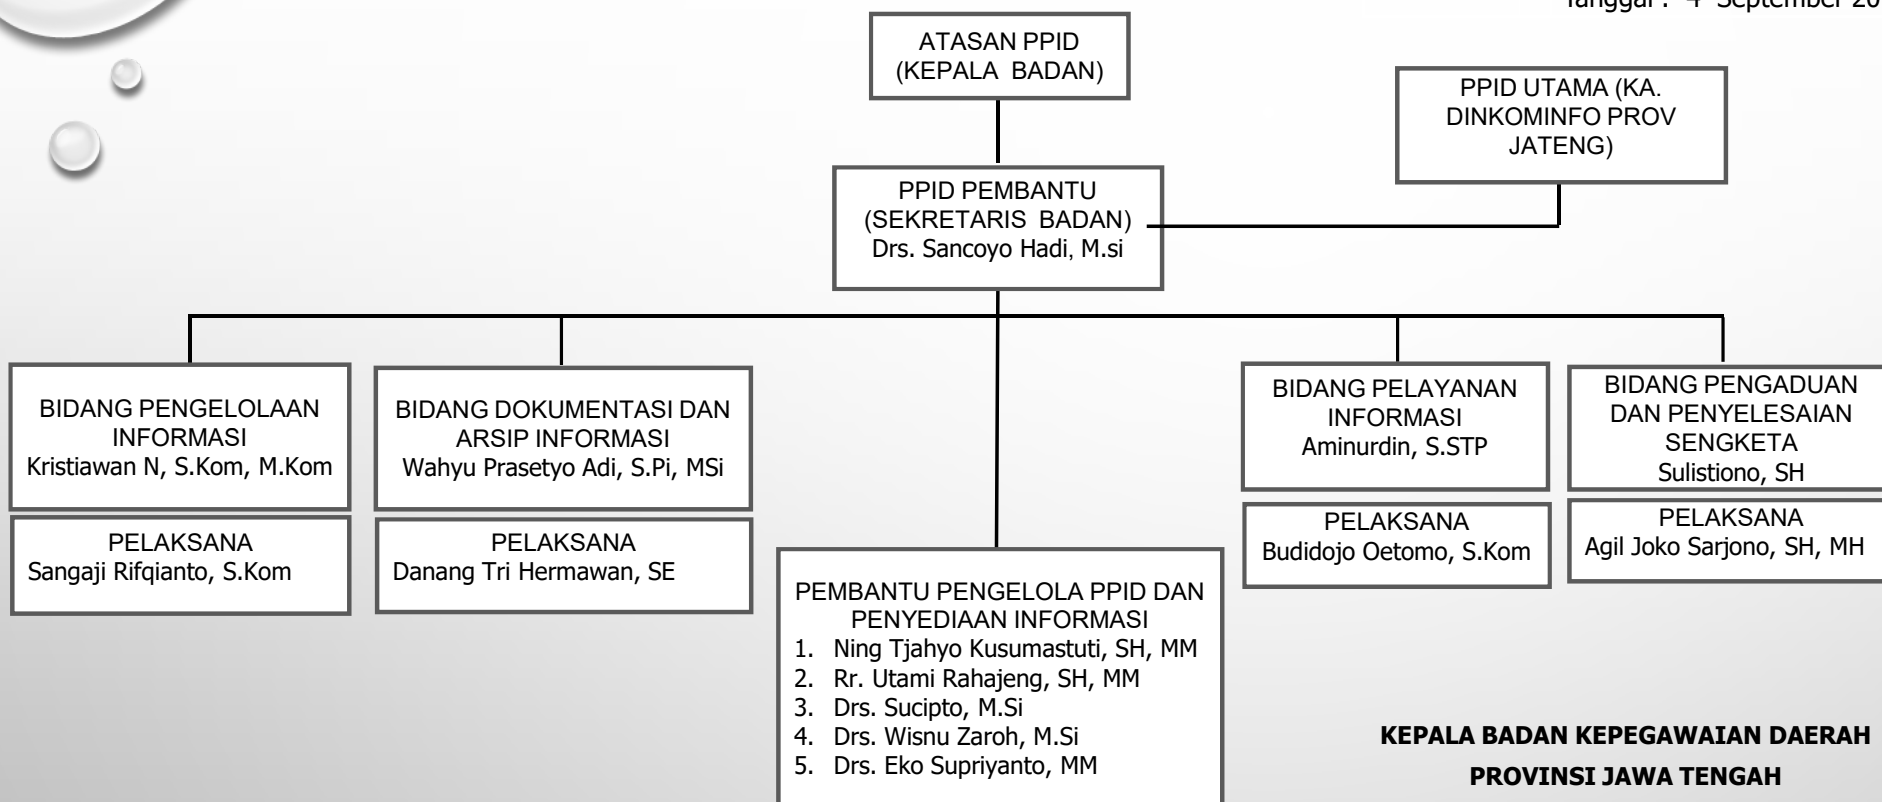 Tanggal : 4 September 20
ATASAN PPID
(KEPALA BADAN)
PPID UTAMA (KA.
DINKOMINFO PROV
JATENG)
PPID PEMBANTU
(SEKRETARIS BADAN)
Drs. Sancoyo Hadi, M.si
BIDANG PENGELOLAAN
INFORMASI
Kristiawan N, S.Kom, M.Kom
PELAKSANA
Sangaji Rifqianto, S.Kom
BIDANG DOKUMENTASI DAN
ARSIP INFORMASI
Wahyu Prasetyo Adi, S.Pi, MSi
PELAKSANA
Danang Tri Hermawan, SE
PEMBANTU PENGELOLA PPID DAN
PENYEDIAAN INFORMASI
1. Ning Tjahyo Kusumastuti, SH, MM
2. Rr. Utami Rahajeng, SH, MM
3. Drs. Sucipto, M.Si
4. Drs. Wisnu Zaroh, M.Si
5. Drs. Eko Supriyanto, MM
BIDANG PELAYANAN
INFORMASI
Aminurdin, S.STP
PELAKSANA
Budidojo Oetomo, S.Kom
BIDANG PENGADUAN
DAN PENYELESAIAN
SENGKETA
Sulistiono, SH
PELAKSANA
Agil Joko Sarjono, SH, MH
KEPALA BADAN KEPEGAWAIAN DAERAH
PROVINSI JAWA TENGAH